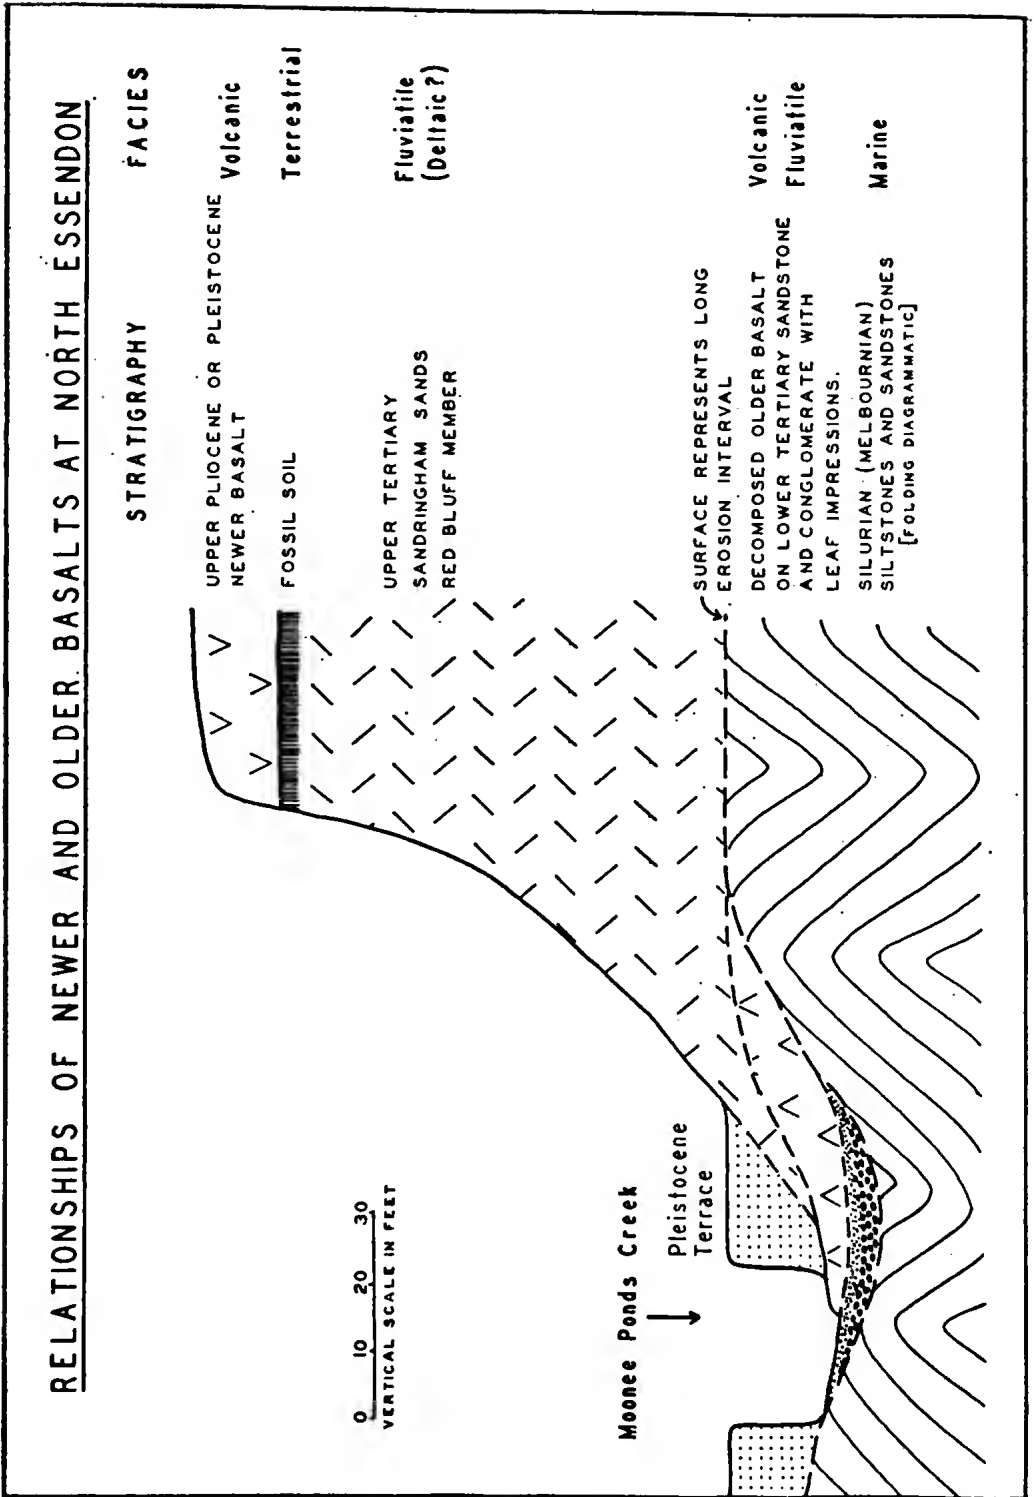 RELATIONSHIPS OF NEWER AND OLDER BASALTS AT NORTH ESSENDON
STRATIGRAPHY
FACIES
UPPER PLIOCENE OR PLEISTOCENE
NEWER BASALT
Volcanic
FOSSIL SOIL
Terrestrial
UPPER TERTIARY
SANDRINGHAM SANDS
RED BLUFF MEMBER
Fluviatile
(Deltaic?)
SURFACE REPRESENTS LONG
EROSION INTERVAL
DECOMPOSED OLDER BASALT
ON LOWER TERTIARY SANDSTONE
AND CONGLOMERATE WITH
LEAF IMPRESSIONS.
Volcanic
Fluviatile
SILURIAN (MELBOURNIAN)
SILTSTONES AND SANDSTONES
[FOLDING DIAGRAMMATIC]
Marine
0 10 20 30
VERTICAL SCALE IN FEET
Moonee Ponds Creek
Pleistocene
Terrace